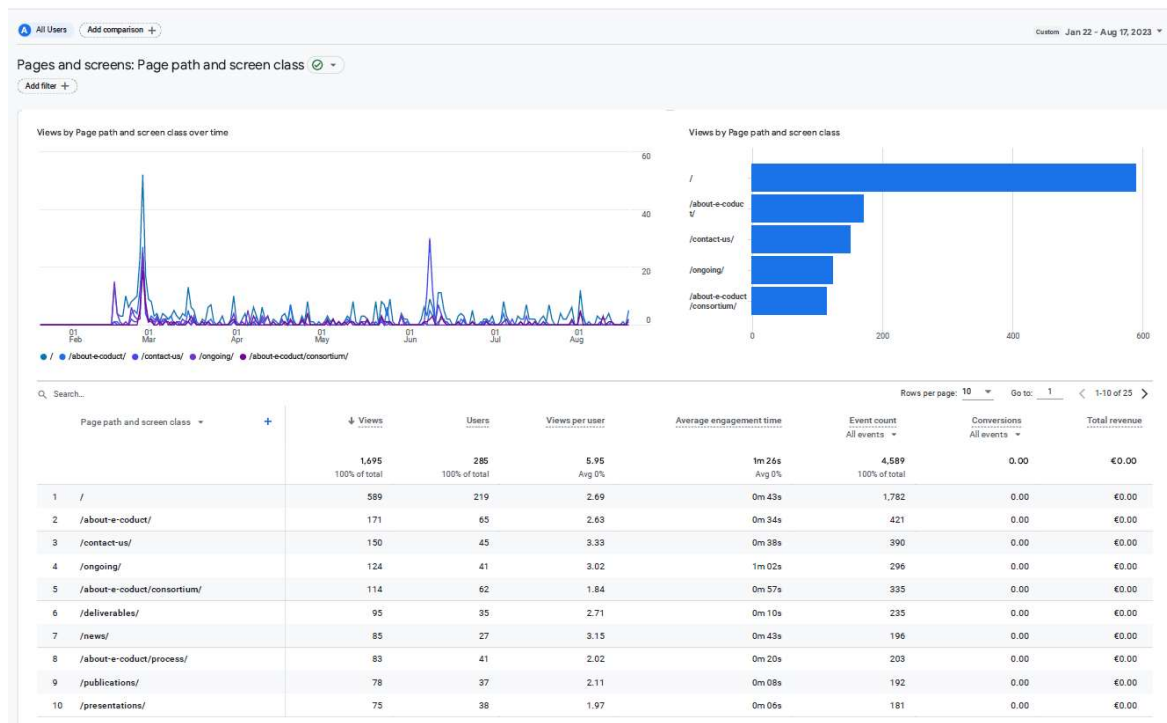 A All Users Add comparison +
Custom Jan 22 - Aug 17, 2023
Pages and screens: Page path and screen class
Add filter +
Views by Page path and screen class over time
60
40
20
0
01 Feb 01 Mar 01 Apr 01 May 01 Jun 01 Jul 01 Aug
/ /about-e-coduct/ /contact-us/ /ongoing/ /about-e-coduct/consortium/
Views by Page path and screen class
/
/about-e-coduc
t/
/contact-us/
/ongoing/
/about-e-coduct
/consortium/
0 200 400 600
Search...
Rows per page: 10 Go to: 1 < 1-10 of 25 >
Page path and screen class + ↓ Views Users Views per user Average engagement time Event count Conversions Total revenue
All events All events
1,695 285 5.95 1m 26s 4,589 0.00 €0.00
100% of total 100% of total Avg 0% Avg 0% 100% of total
1 / 589 219 2.69 0m 43s 1,782 0.00 €0.00
2 /about-e-coduct/ 171 65 2.63 0m 34s 421 0.00 €0.00
3 /contact-us/ 150 45 3.33 0m 38s 390 0.00 €0.00
4 /ongoing/ 124 41 3.02 1m 02s 296 0.00 €0.00
5 /about-e-coduct/consortium/ 114 62 1.84 0m 57s 335 0.00 €0.00
6 /deliverables/ 95 35 2.71 0m 10s 235 0.00 €0.00
7 /news/ 85 27 3.15 0m 43s 196 0.00 €0.00
8 /about-e-coduct/process/ 83 41 2.02 0m 20s 203 0.00 €0.00
9 /publications/ 78 37 2.11 0m 08s 192 0.00 €0.00
10 /presentations/ 75 38 1.97 0m 06s 181 0.00 €0.00